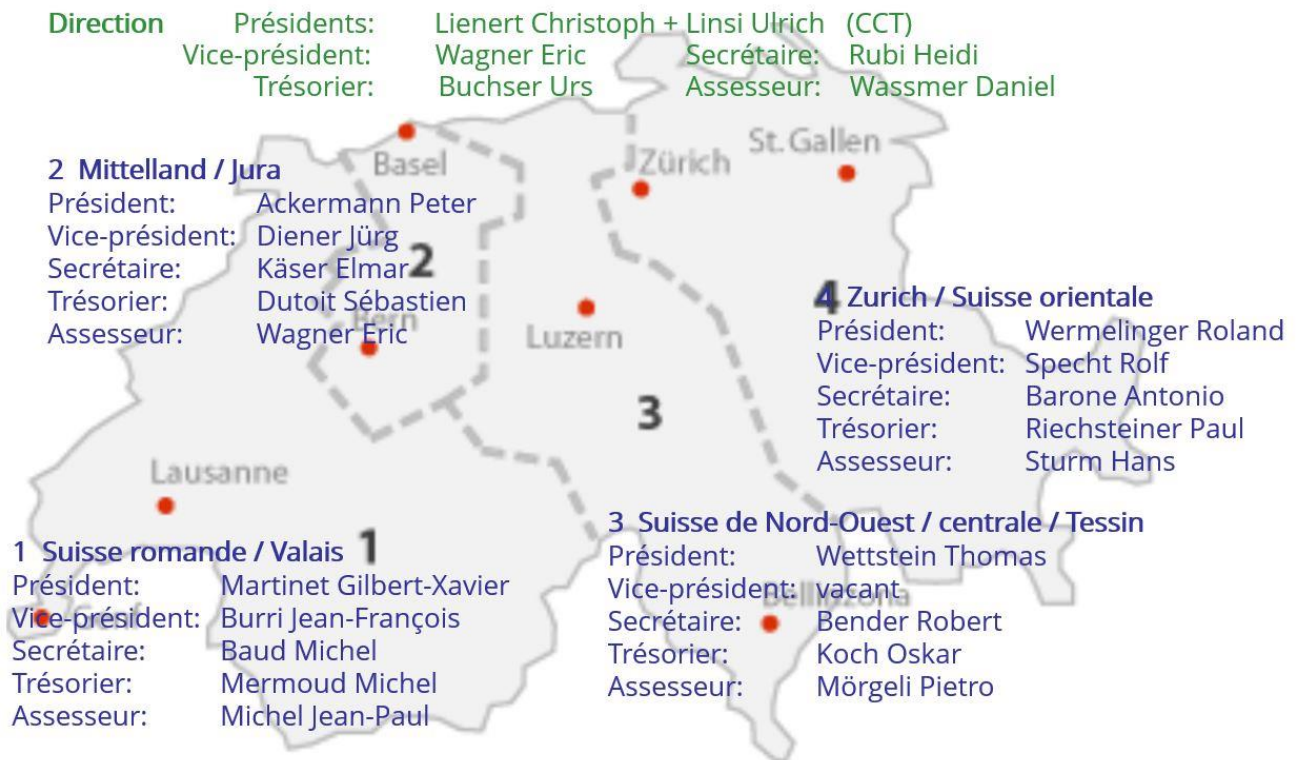 Direction Présidents: Lienert Christoph + Linsi Ulrich (CCT)
Vice-président: Wagner Eric Secrétaire: Rubi Heidi
Trésorier: Buchser Urs Assesseur: Wassmer Daniel
Basel
Zürich
St. Gallen
2 Mittelland / Jura
Président: Ackermann Peter
Vice-président: Diener Jürg
Secrétaire: Käser Elmar
Trésorier: Dutoit Sébastien
Assesseur: Wagner Eric
2
Bern
Luzern
4
4 Zurich / Suisse orientale
Président: Wermelinger Roland
Vice-président: Specht Rolf
Secrétaire: Barone Antonio
Trésorier: Riechsteiner Paul
Assesseur: Sturm Hans
3
Lausanne
1
1 Suisse romande / Valais
Président: Martinet Gilbert-Xavier
Vice-président: Burri Jean-François
Secrétaire: Baud Michel
Trésorier: Mermoud Michel
Assesseur: Michel Jean-Paul
3 Suisse de Nord-Ouest / centrale / Tessin
Président: Wettstein Thomas
Vice-président: vacant
Secrétaire: Bender Robert
Trésorier: Koch Oskar
Assesseur: Mörgeli Pietro
Bellinzona